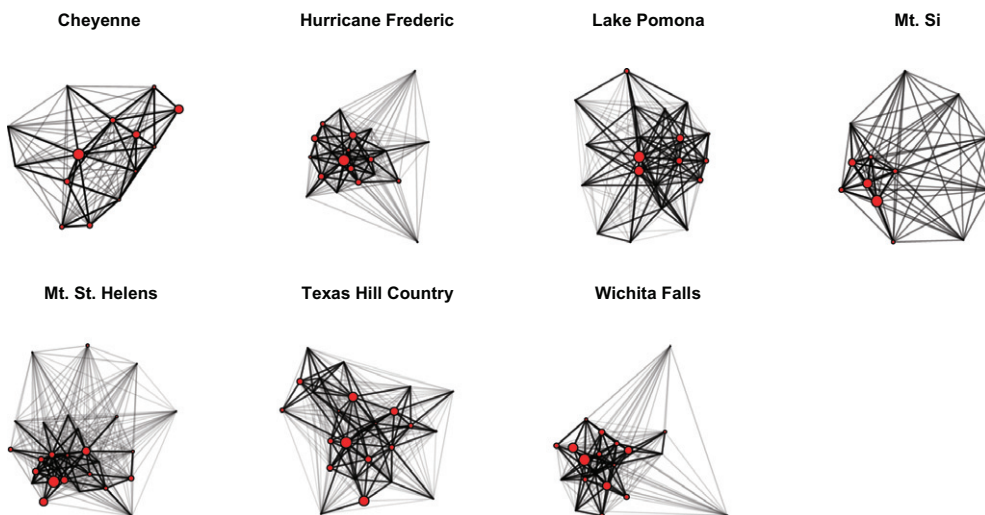 Cheyenne
Hurricane Frederic
Lake Pomona
Mt. Si
Mt. St. Helens
Texas Hill Country
Wichita Falls